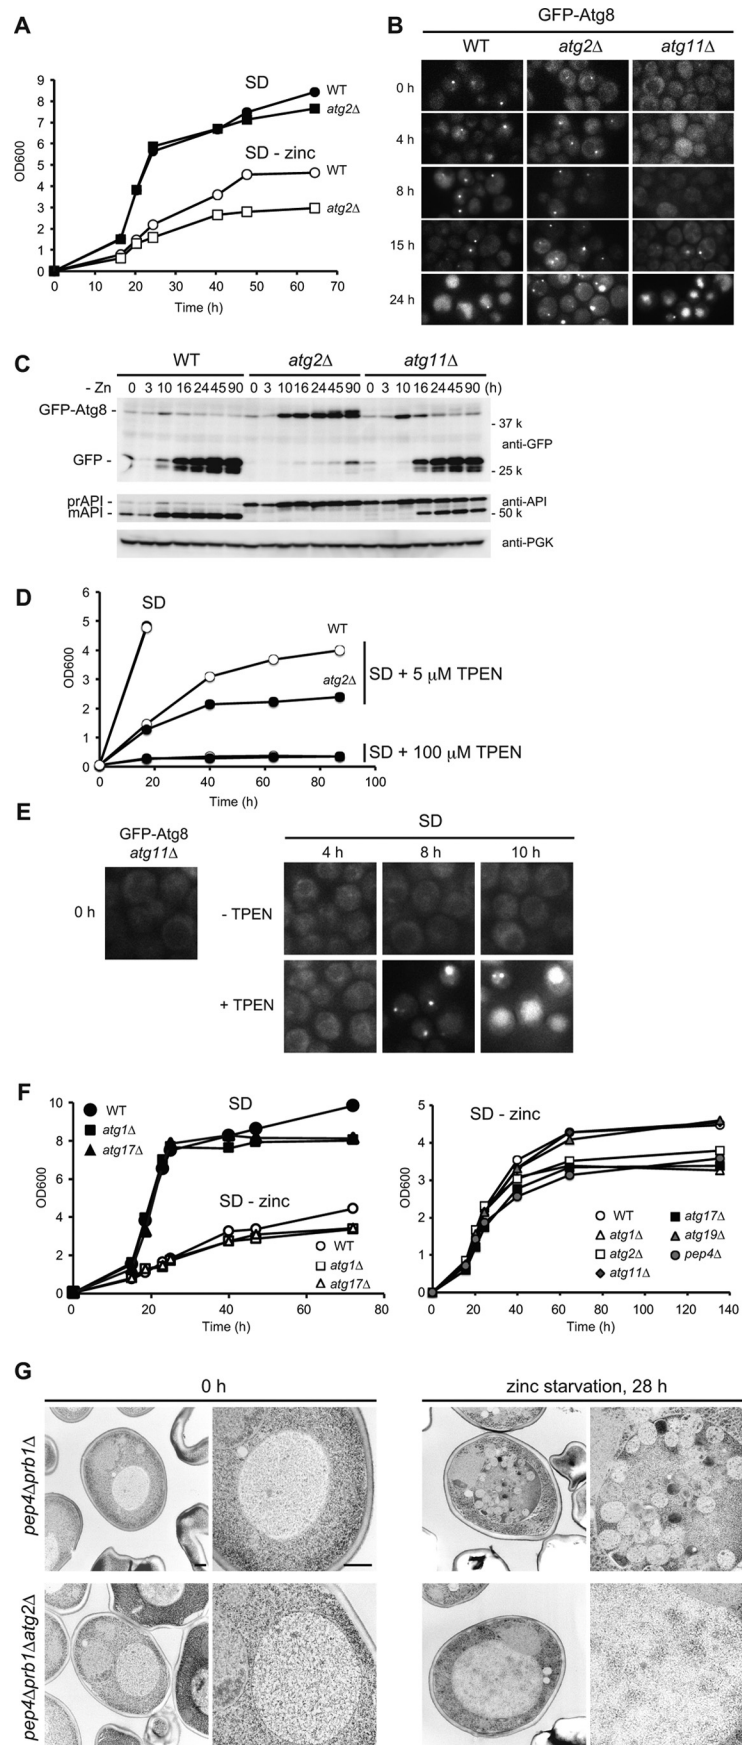 A
SD
WT
atg2Δ
SD - zinc
WT
atg2Δ
OD600
9
8
7
6
5
4
3
2
1
0
0 10 20 30 40 50 60 70
Time (h)
B
GFP-Atg8
WT atg2Δ atg11Δ
0 h
4 h
8 h
15 h
24 h
C
WT atg2Δ atg11Δ
- Zn 0 3 10 16 24 45 90 0 3 10 16 24 45 90 0 3 10 16 24 45 90 (h)
GFP-Atg8 -
- 37 k
anti-GFP
GFP -
- 25 k
prAPI -
anti-API
mAPI -
- 50 k
anti-PGK
D
SD
WT
atg2Δ
SD + 5 μM TPEN
SD + 100 μM TPEN
OD600
6
5
4
3
2
1
0
0 20 40 60 80 100
Time (h)
E
GFP-Atg8
atg11Δ
0 h
SD
4 h 8 h 10 h
- TPEN
+ TPEN
F
WT
atg1Δ
atg17Δ
SD
SD - zinc
WT
atg1Δ
atg17Δ
OD600
10
8
6
4
2
0
0 20 40 60 80
Time (h)
SD - zinc
OD600
5
4
3
2
1
0
WT
atg1Δ
atg2Δ
atg11Δ
atg17Δ
atg19Δ
pep4Δ
0 20 40 60 80 100 120 140
Time (h)
G
0 h
zinc starvation, 28 h
pep4Δprb1Δ
pep4Δprb1Δatg2Δ